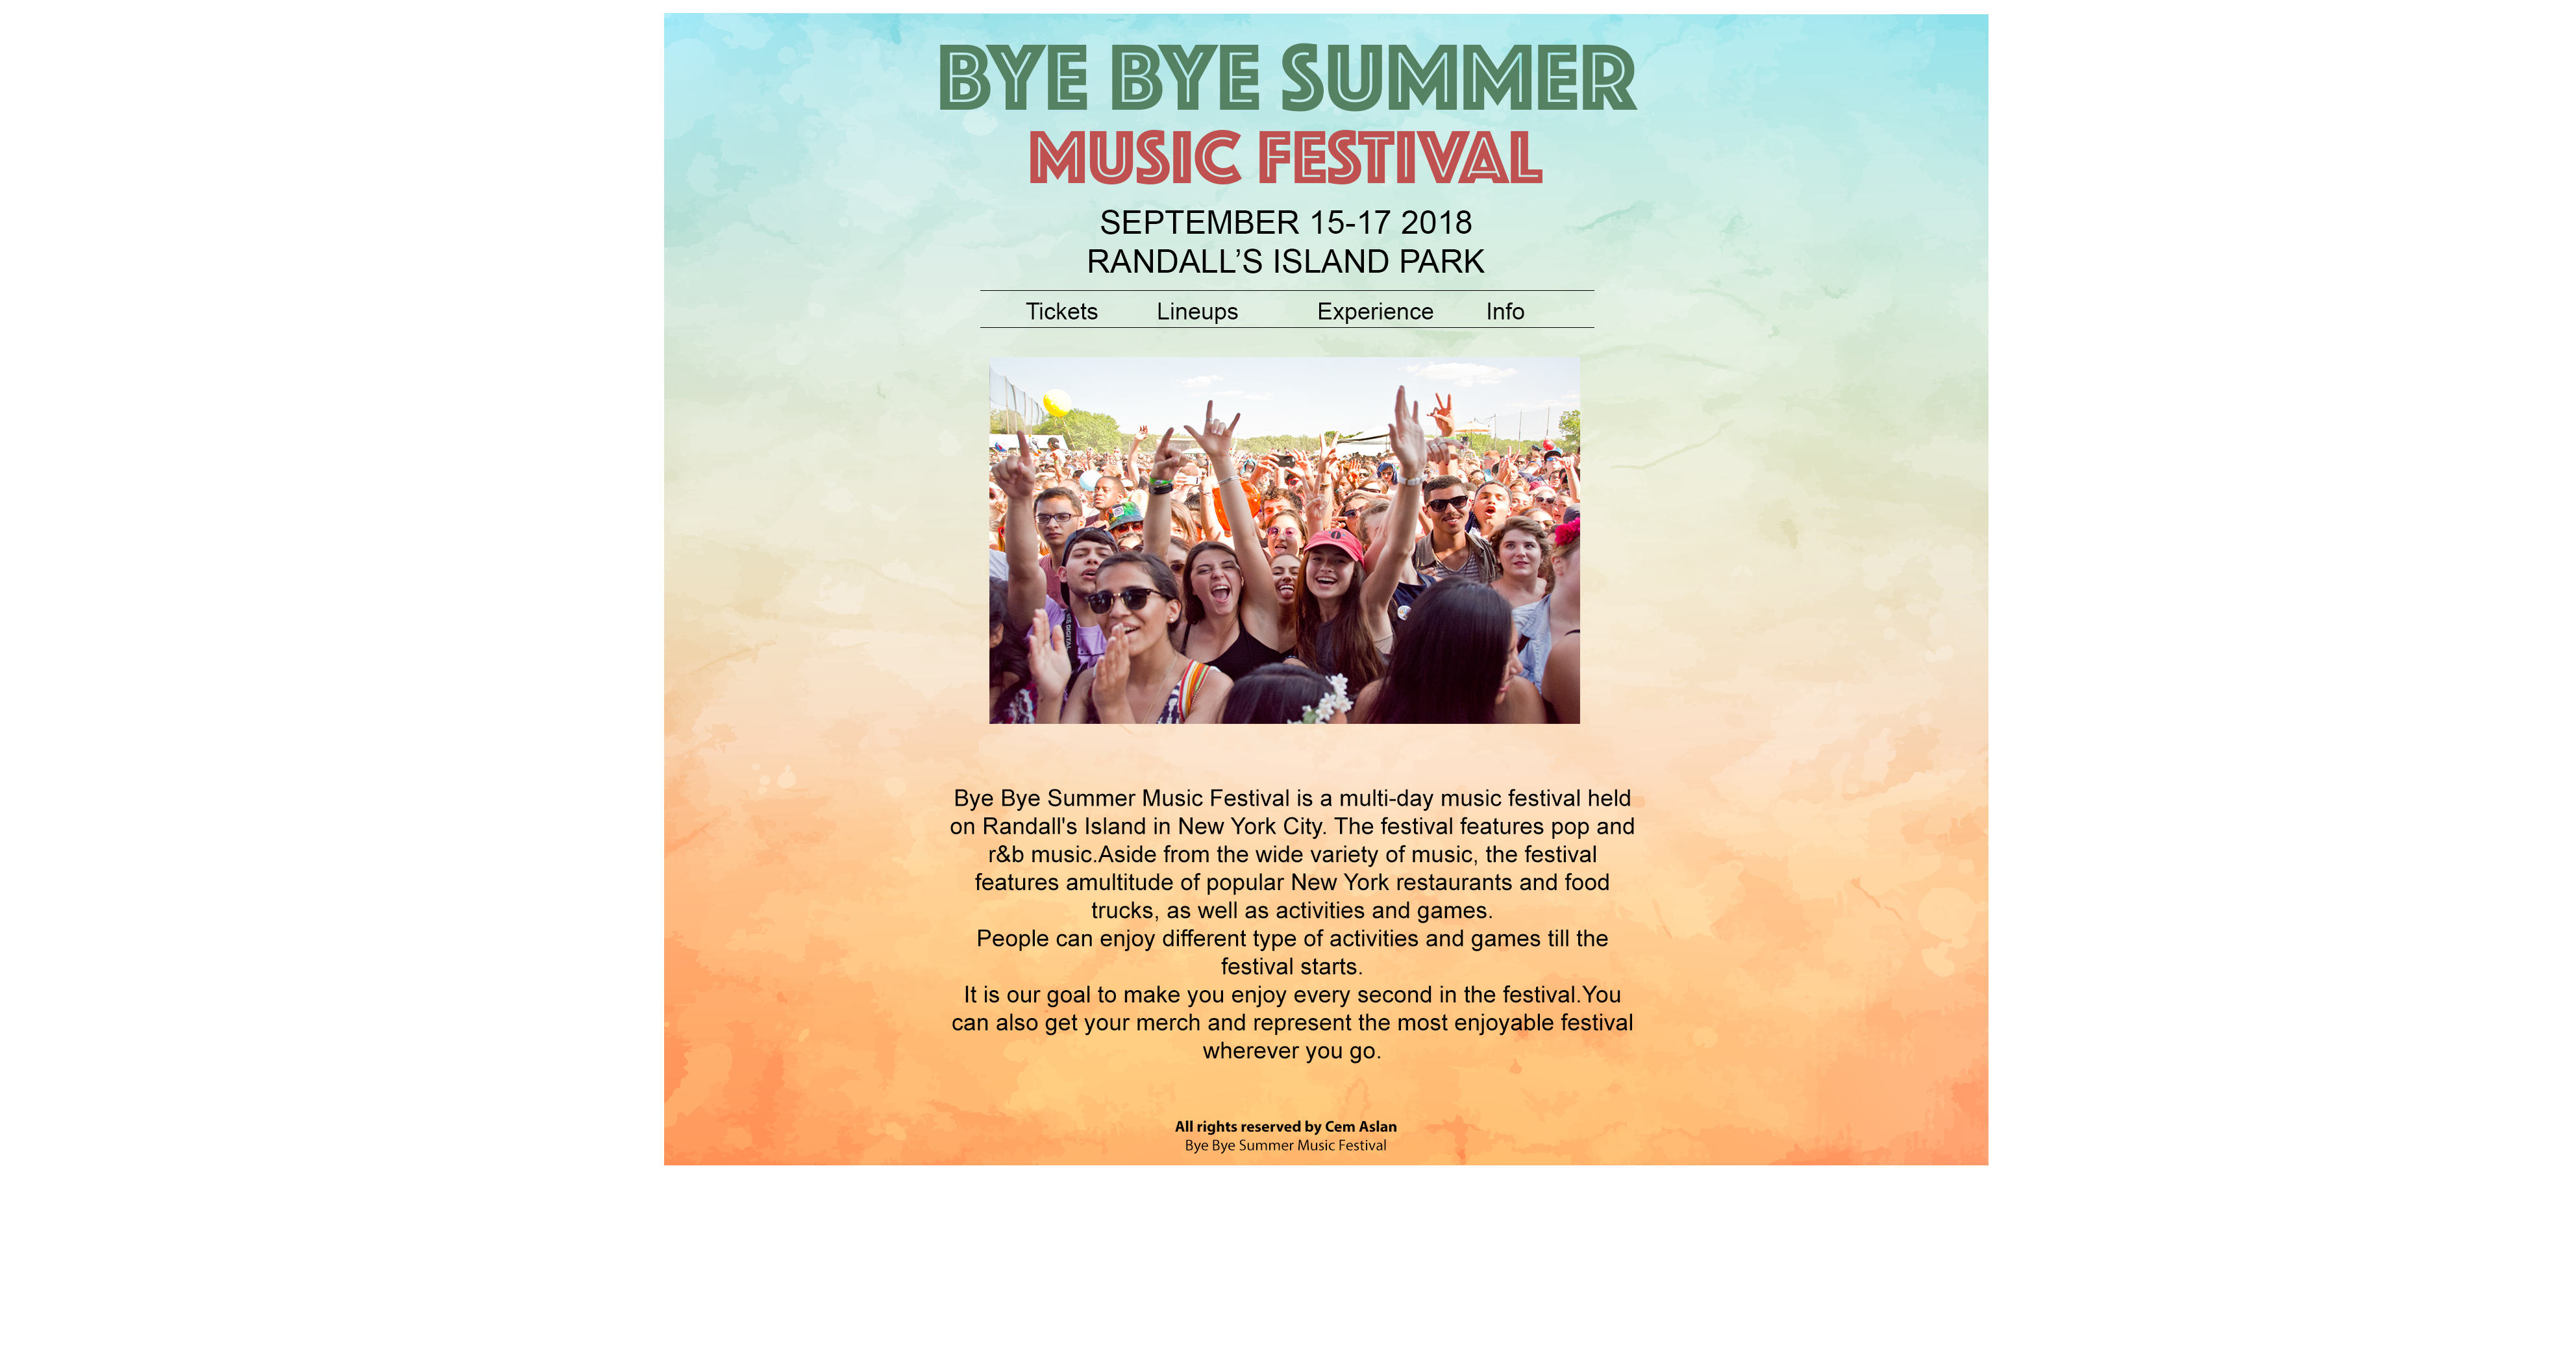 BYE BYE SUMMER
MUSIC FESTIVAL
SEPTEMBER 15-17 2018
RANDALL’S ISLAND PARK
Tickets Lineups Experience Info
Bye Bye Summer Music Festival is a multi-day music festival held
on Randall's Island in New York City. The festival features pop and
r&b music.Aside from the wide variety of music, the festival
features amultitude of popular New York restaurants and food
trucks, as well as activities and games.
People can enjoy different type of activities and games till the
festival starts.
It is our goal to make you enjoy every second in the festival.You
can also get your merch and represent the most enjoyable festival
wherever you go.
All rights reserved by Cem Aslan
Bye Bye Summer Music Festival